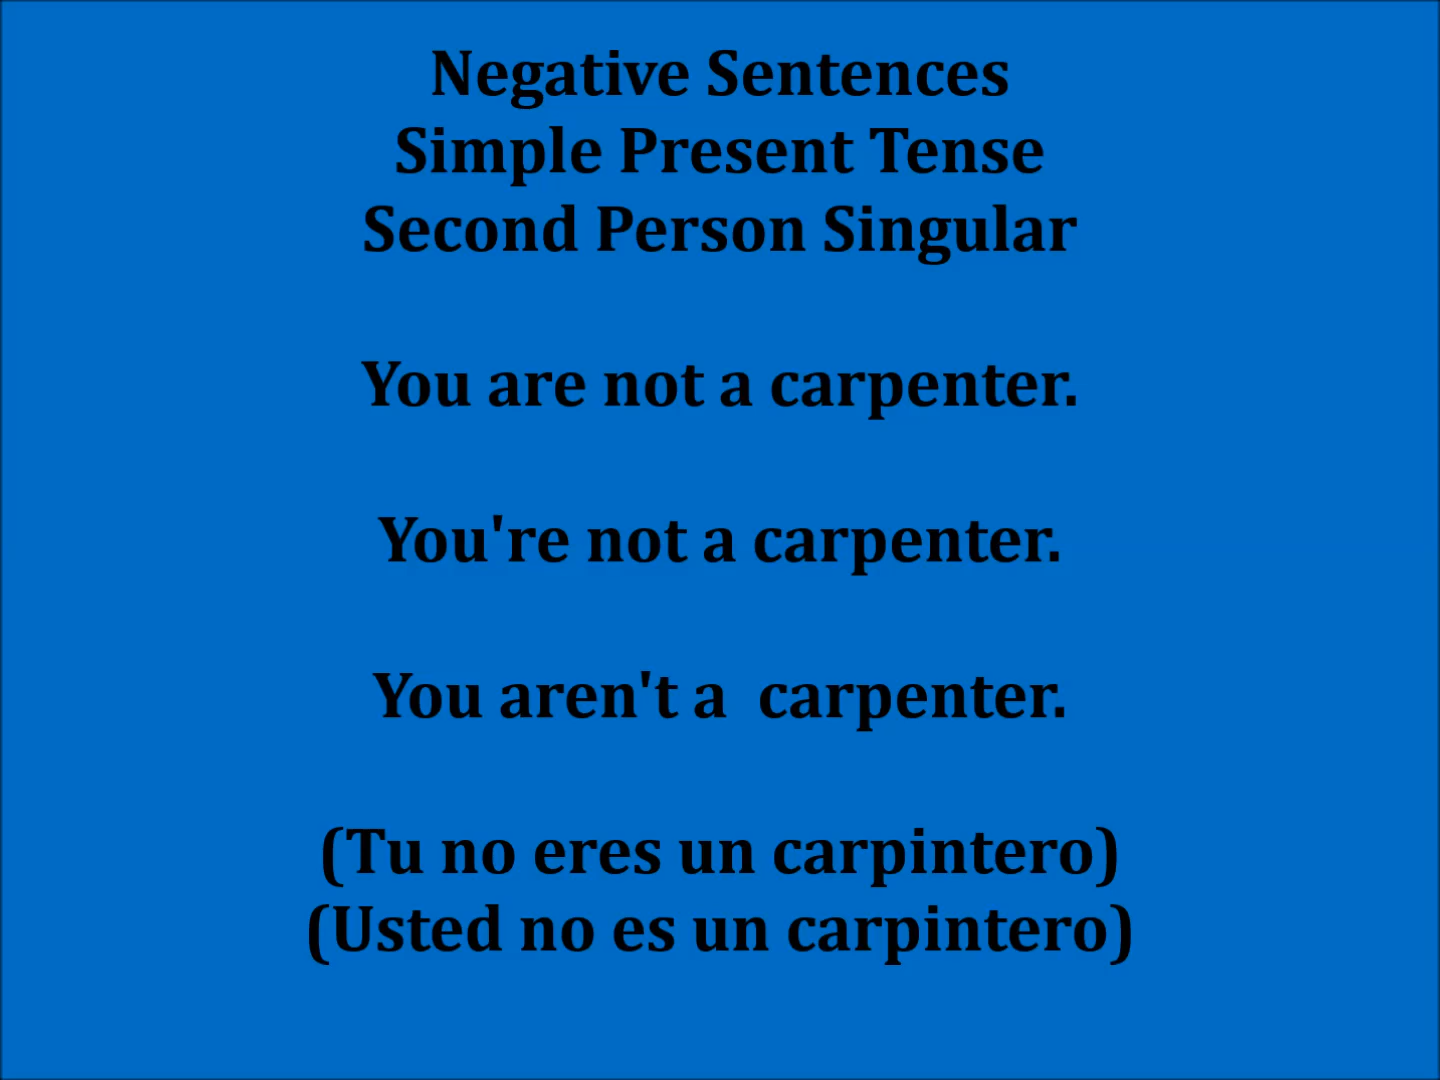 Negative Sentences
Simple Present Tense
Second Person Singular
You are not a carpenter.
You're not a carpenter.
You aren't a  carpenter.
(Tu no eres un carpintero)
(Usted no es un carpintero)